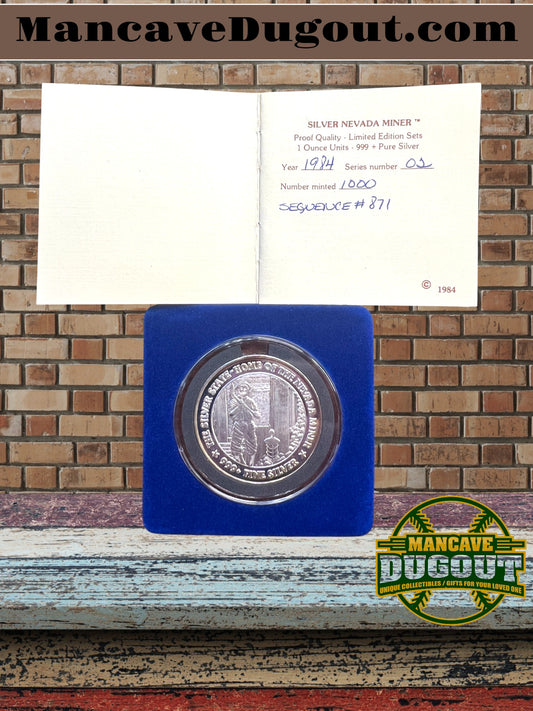 MancaveDugout.com
SILVER NEVADA MINER ™
Proof Quality - Limited Edition Sets
1 Ounce Units - 999 + Pure Silver
Year 1984 Series number 02
Number minted 1000
SEQUENCE # 871
© 1984
THE SILVER STATE - HOME OF THE NEVADA MINER
999+ FINE SILVER
MANCAVE
DUGOUT
UNIQUE COLLECTIBLES / GIFTS FOR YOUR LOVED ONE